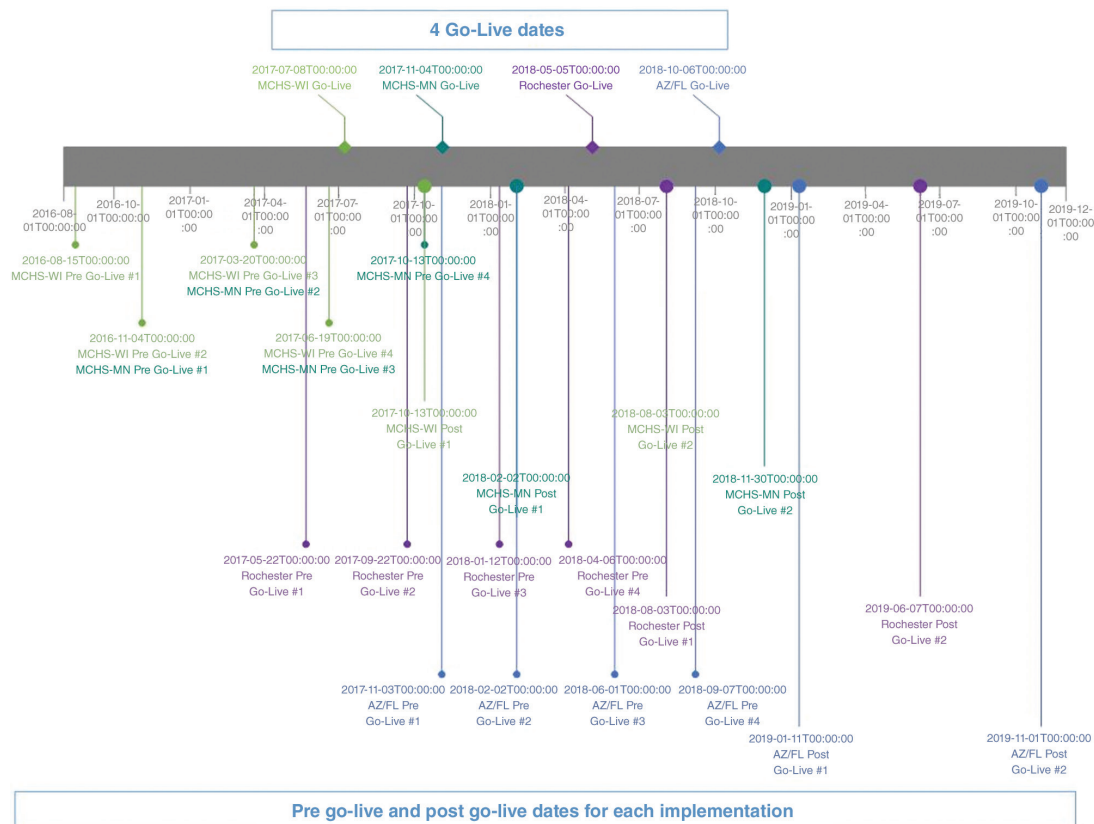 4 Go-Live dates
2017-07-08T00:00:00
MCHS-WI Go-Live
2017-11-04T00:00:00
MCHS-MN Go-Live
2018-05-05T00:00:00
Rochester Go-Live
2018-10-06T00:00:00
AZ/FL Go-Live
2016-08-
01T00:00:00
2016-10-
01T00:00:00
2017-01-
01T00:00
:00
2017-04-
01T00:00:00
2017-07-
01T00:00
:00
2017-10-
01T00:00
:00
2018-01-
01T00:00
:00
2018-04-
01T00:00
:00
2018-07-
01T00:00
:00
2018-10-
01T00:00
:00
2019-01-
01T00:00
:00
2019-04-
01T00:00
:00
2019-07-
01T00:00
:00
2019-10-
01T00:00
:00
2019-12-
01T00:00
:00
2016-08-15T00:00:00
MCHS-WI Pre Go-Live #1
2017-03-20T00:00:00
MCHS-WI Pre Go-Live #3
MCHS-MN Pre Go-Live #2
2017-10-13T00:00:00
MCHS-MN Pre Go-Live #4
2016-11-04T00:00:00
MCHS-WI Pre Go-Live #2
MCHS-MN Pre Go-Live #1
2017-06-19T00:00:00
MCHS-WI Pre Go-Live #4
MCHS-MN Pre Go-Live #3
2017-10-13T00:00:00
MCHS-WI Post
Go-Live #1
2018-08-03T00:00:00
MCHS-WI Post
Go-Live #2
2018-02-02T00:00:00
MCHS-MN Post
Go-Live #1
2018-11-30T00:00:00
MCHS-MN Post
Go-Live #2
2017-05-22T00:00:00
Rochester Pre
Go-Live #1
2017-09-22T00:00:00
Rochester Pre
Go-Live #2
2018-01-12T00:00:00
Rochester Pre
Go-Live #3
2018-04-06T00:00:00
Rochester Pre
Go-Live #4
2018-08-03T00:00:00
Rochester Post
Go-Live #1
2019-06-07T00:00:00
Rochester Post
Go-Live #2
2017-11-03T00:00:00
AZ/FL Pre
Go-Live #1
2018-02-02T00:00:00
AZ/FL Pre
Go-Live #2
2018-06-01T00:00:00
AZ/FL Pre
Go-Live #3
2018-09-07T00:00:00
AZ/FL Pre
Go-Live #4
2019-01-11T00:00:00
AZ/FL Post
Go-Live #1
2019-11-01T00:00:00
AZ/FL Post
Go-Live #2
Pre go-live and post go-live dates for each implementation